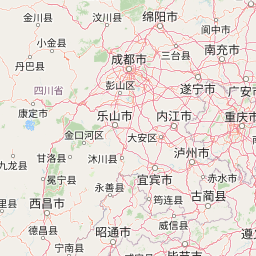 金川县
汶川县
绵阳市
阆中市
小金县
三台县
南充市
成都市
丹巴县
四川省
彭山区
遂宁市
广安市
康定市
乐山市
内江市
重庆市
金口河区
大安区
甘洛县
沐川县
泸州市
九龙县
冕宁县
永善县
宜宾市
赤水市
西昌市
筠连县
古蔺县
德昌县
昭通市
威信县
宁南县
毕节市